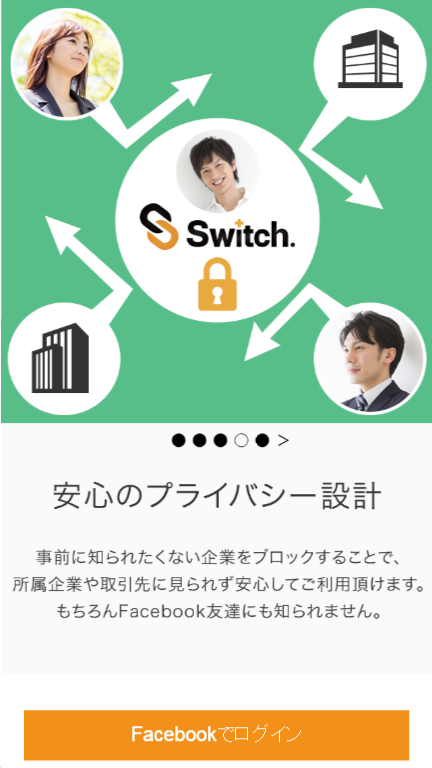 Switch.
安心のプライバシー設計
事前に知られたくない企業をブロックすることで、
所属企業や取引先に見られず安心してご利用頂けます。
もちろんFacebook友達にも知られません。
Facebookでログイン